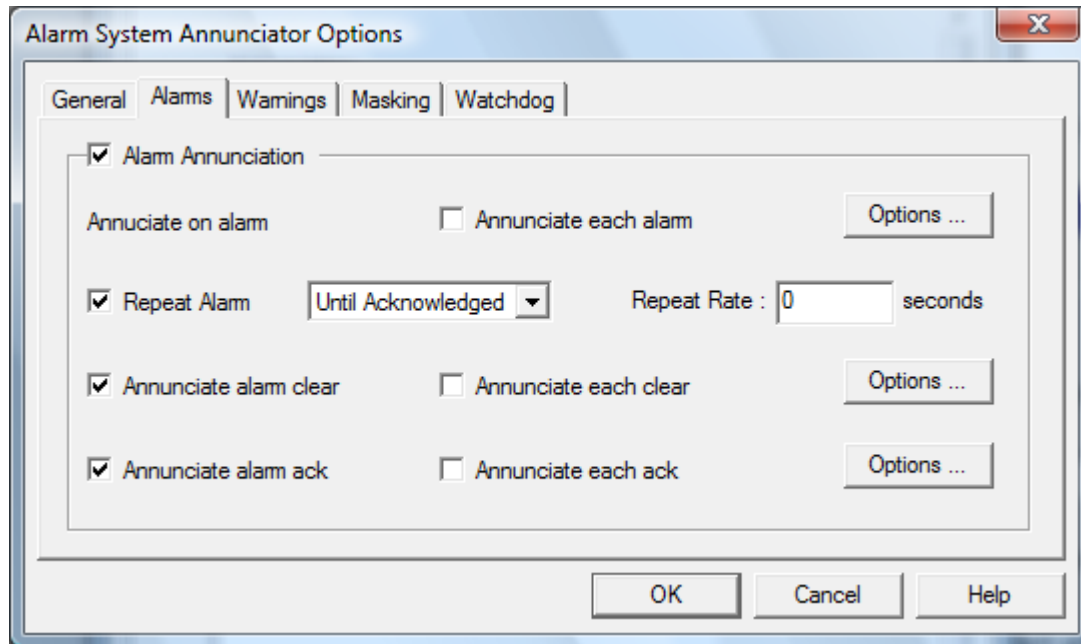 Alarm System Annunciator Options
General Alarms Warnings Masking Watchdog
Alarm Annunciation
Annuciate on alarm Annunciate each alarm Options ...
Repeat Alarm Until Acknowledged Repeat Rate : 0 seconds
Annunciate alarm clear Annunciate each clear Options ...
Annunciate alarm ack Annunciate each ack Options ...
OK Cancel Help